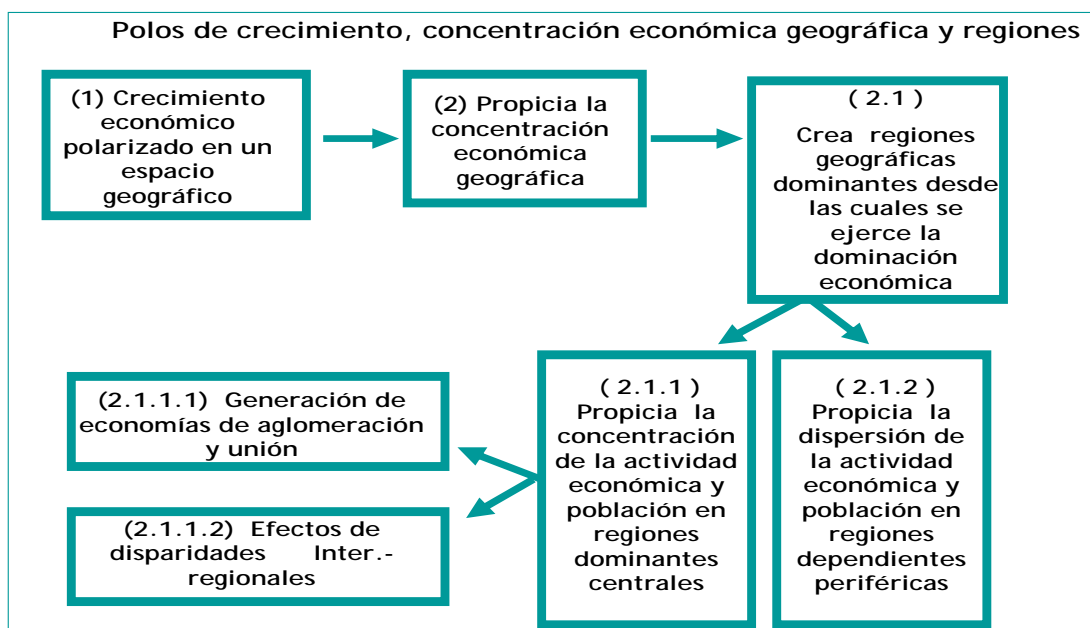 Polos de crecimiento, concentración económica geográfica y regiones
(1) Crecimiento
económico
polarizado en un
espacio
geográfico
(2) Propicia la
concentración
económica
geográfica
( 2.1 )
Crea regiones
geográficas
dominantes desde
las cuales se
ejerce la
dominación
económica
(2.1.1.1) Generación de
economías de aglomeración
y unión
(2.1.1.2) Efectos de
disparidades Inter.-
regionales
( 2.1.1 )
Propicia la
concentración
de la actividad
económica y
población en
regiones
dominantes
centrales
( 2.1.2 )
Propicia la
dispersión de
la actividad
económica y
población en
regiones
dependientes
periféricas